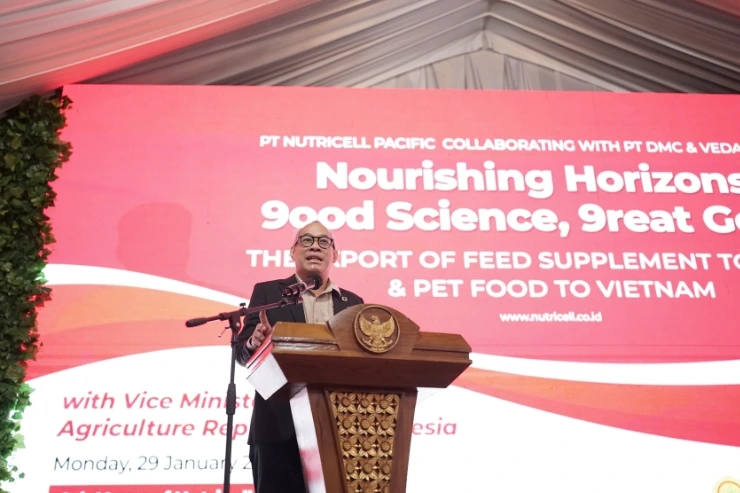 PT NUTRICELL PACIFIC COLLABORATING WITH PT DMC & VEDA
Nourishing Horizons
9ood Science, 9reat Go
THE EXPORT OF FEED SUPPLEMENT TO
& PET FOOD TO VIETNAM
www.nutricell.co.id
with Vice Minist
Agriculture Rep esia
Monday, 29 January 2